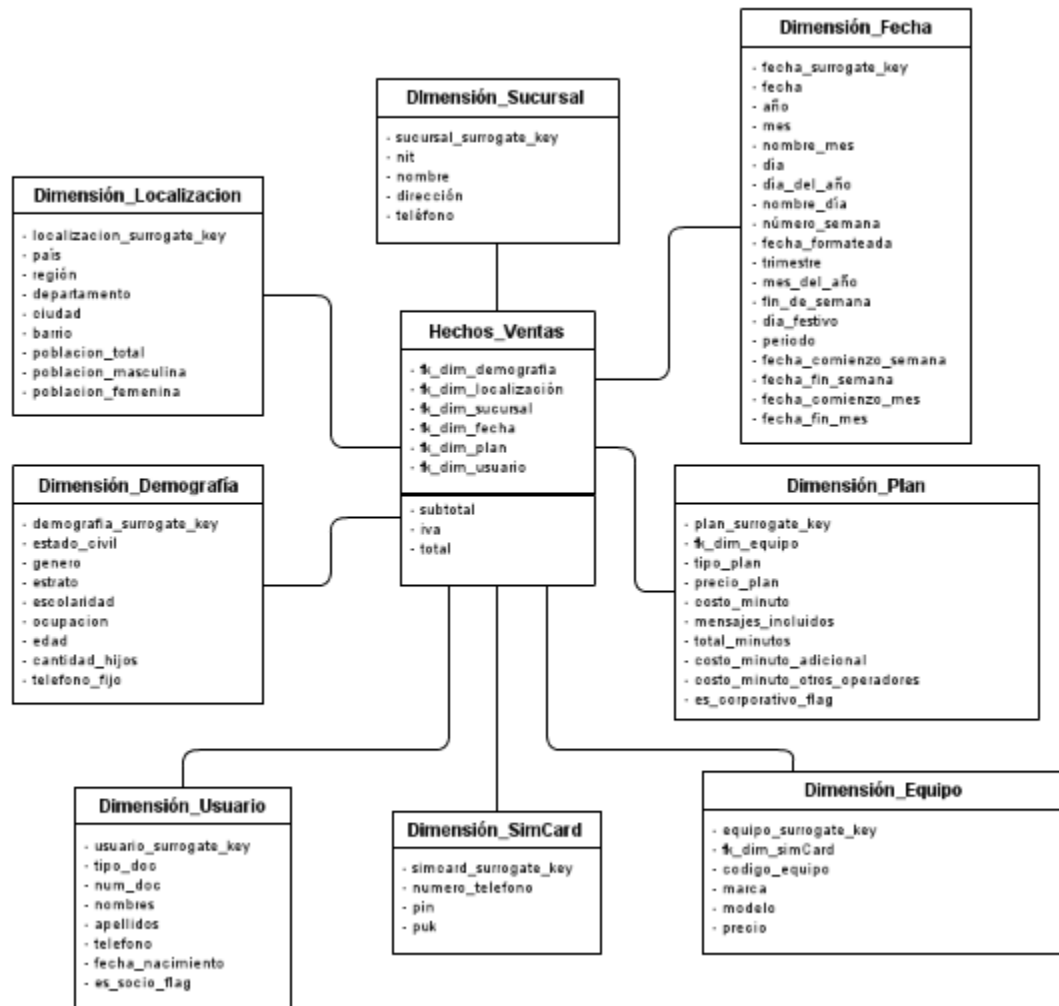 Dimensión_Fecha
- fecha_surrogate_key
- fecha
- año
- mes
- nombre_mes
- dia
- dia_del_año
- nombre_día
- número_semana
- fecha_formateada
- trimestre
- mes_del_año
- fin_de_semana
- dia_festivo
- periodo
- fecha_comienzo_semana
- fecha_fin_semana
- fecha_comienzo_mes
- fecha_fin_mes
DImensión_Sucursal
- sucursal_surrogate_key
- nit
- nombre
- dirección
- teléfono
Dimensión_Localizacion
- localizacion_surrogate_key
- pais
- región
- departamento
- ciudad
- barrio
- poblacion_total
- poblacion_masculina
- poblacion_femenina
Hechos_Ventas
- fk_dim_demografia
- fk_dim_localización
- fk_dim_sucursal
- fk_dim_fecha
- fk_dim_plan
- fk_dim_usuario
- subtotal
- iva
- total
Dimensión_Demografía
- demografia_surrogate_key
- estado_civil
- genero
- estrato
- escolaridad
- ocupacion
- edad
- cantidad_hijos
- telefono_fijo
Dimensión_Plan
- plan_surrogate_key
- fk_dim_equipo
- tipo_plan
- precio_plan
- costo_minuto
- mensajes_incluidos
- total_minutos
- costo_minuto_adicional
- costo_minuto_otros_operadores
- es_corporativo_flag
Dimensión_Usuario
- usuario_surrogate_key
- tipo_doc
- num_doc
- nombres
- apellidos
- telefono
- fecha_nacimiento
- es_socio_flag
Dimensión_SimCard
- simcard_surrogate_key
- numero_telefono
- pin
- puk
Dimensión_Equipo
- equipo_surrogate_key
- fk_dim_simCard
- codigo_equipo
- marca
- modelo
- precio